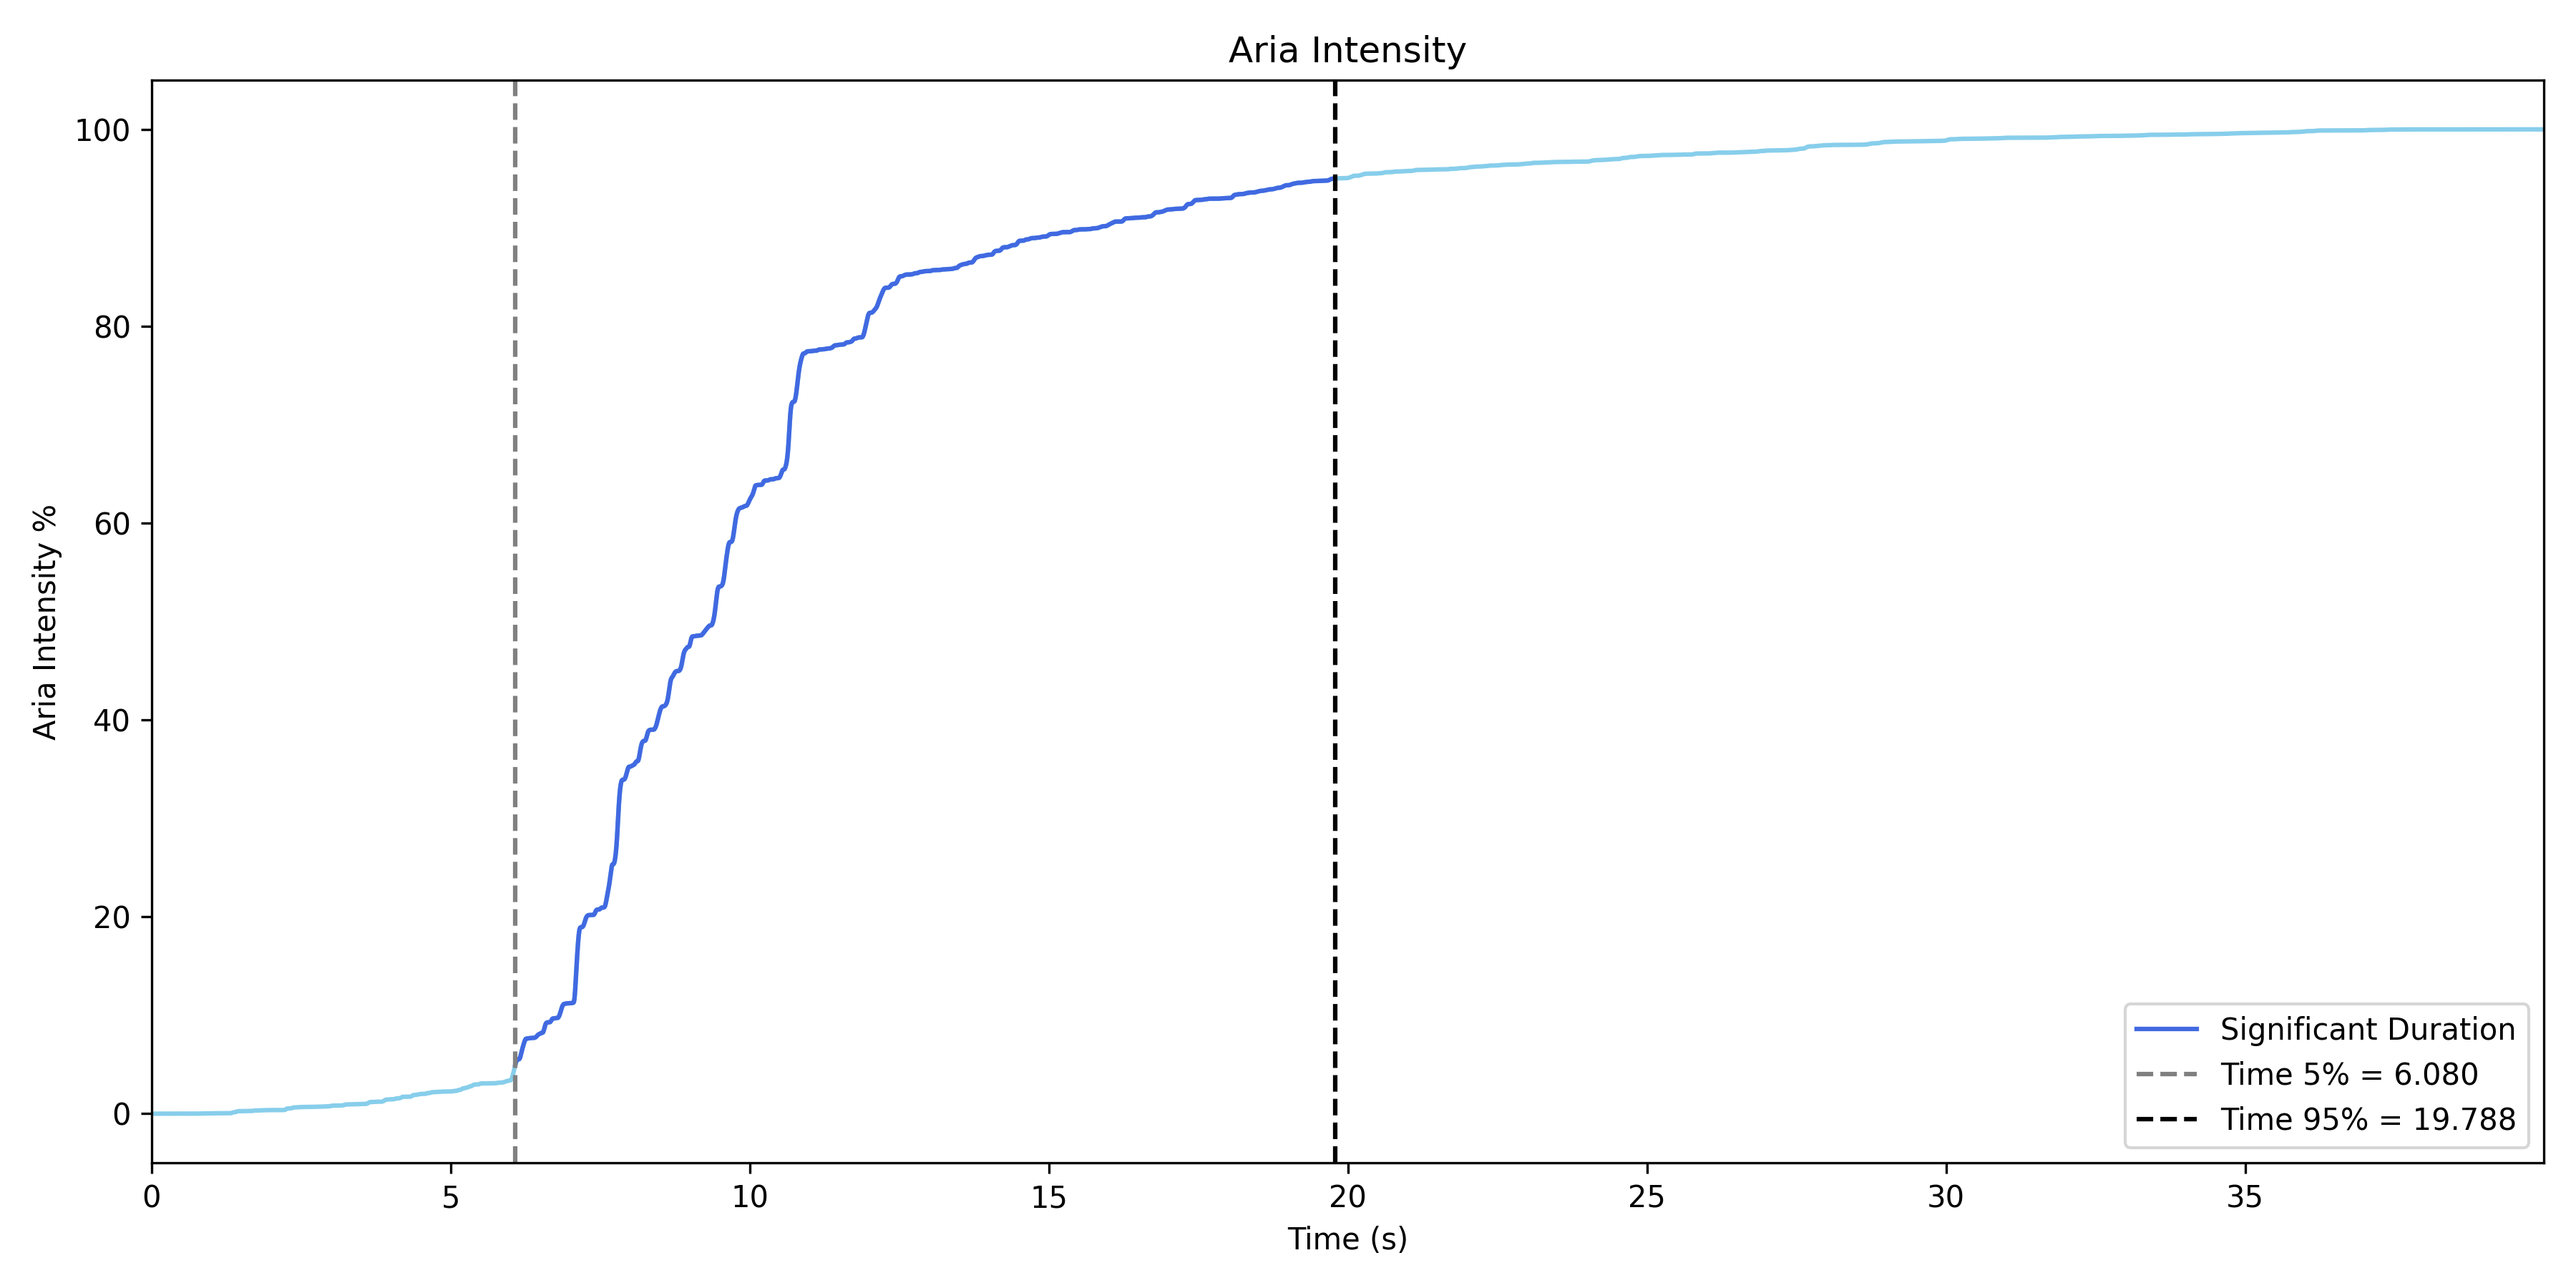 Aria Intensity
100
80
60
40
20
0
Aria Intensity %
0 5 10 15 20 25 30 35
Time (s)
Significant Duration
Time 5% = 6.080
Time 95% = 19.788